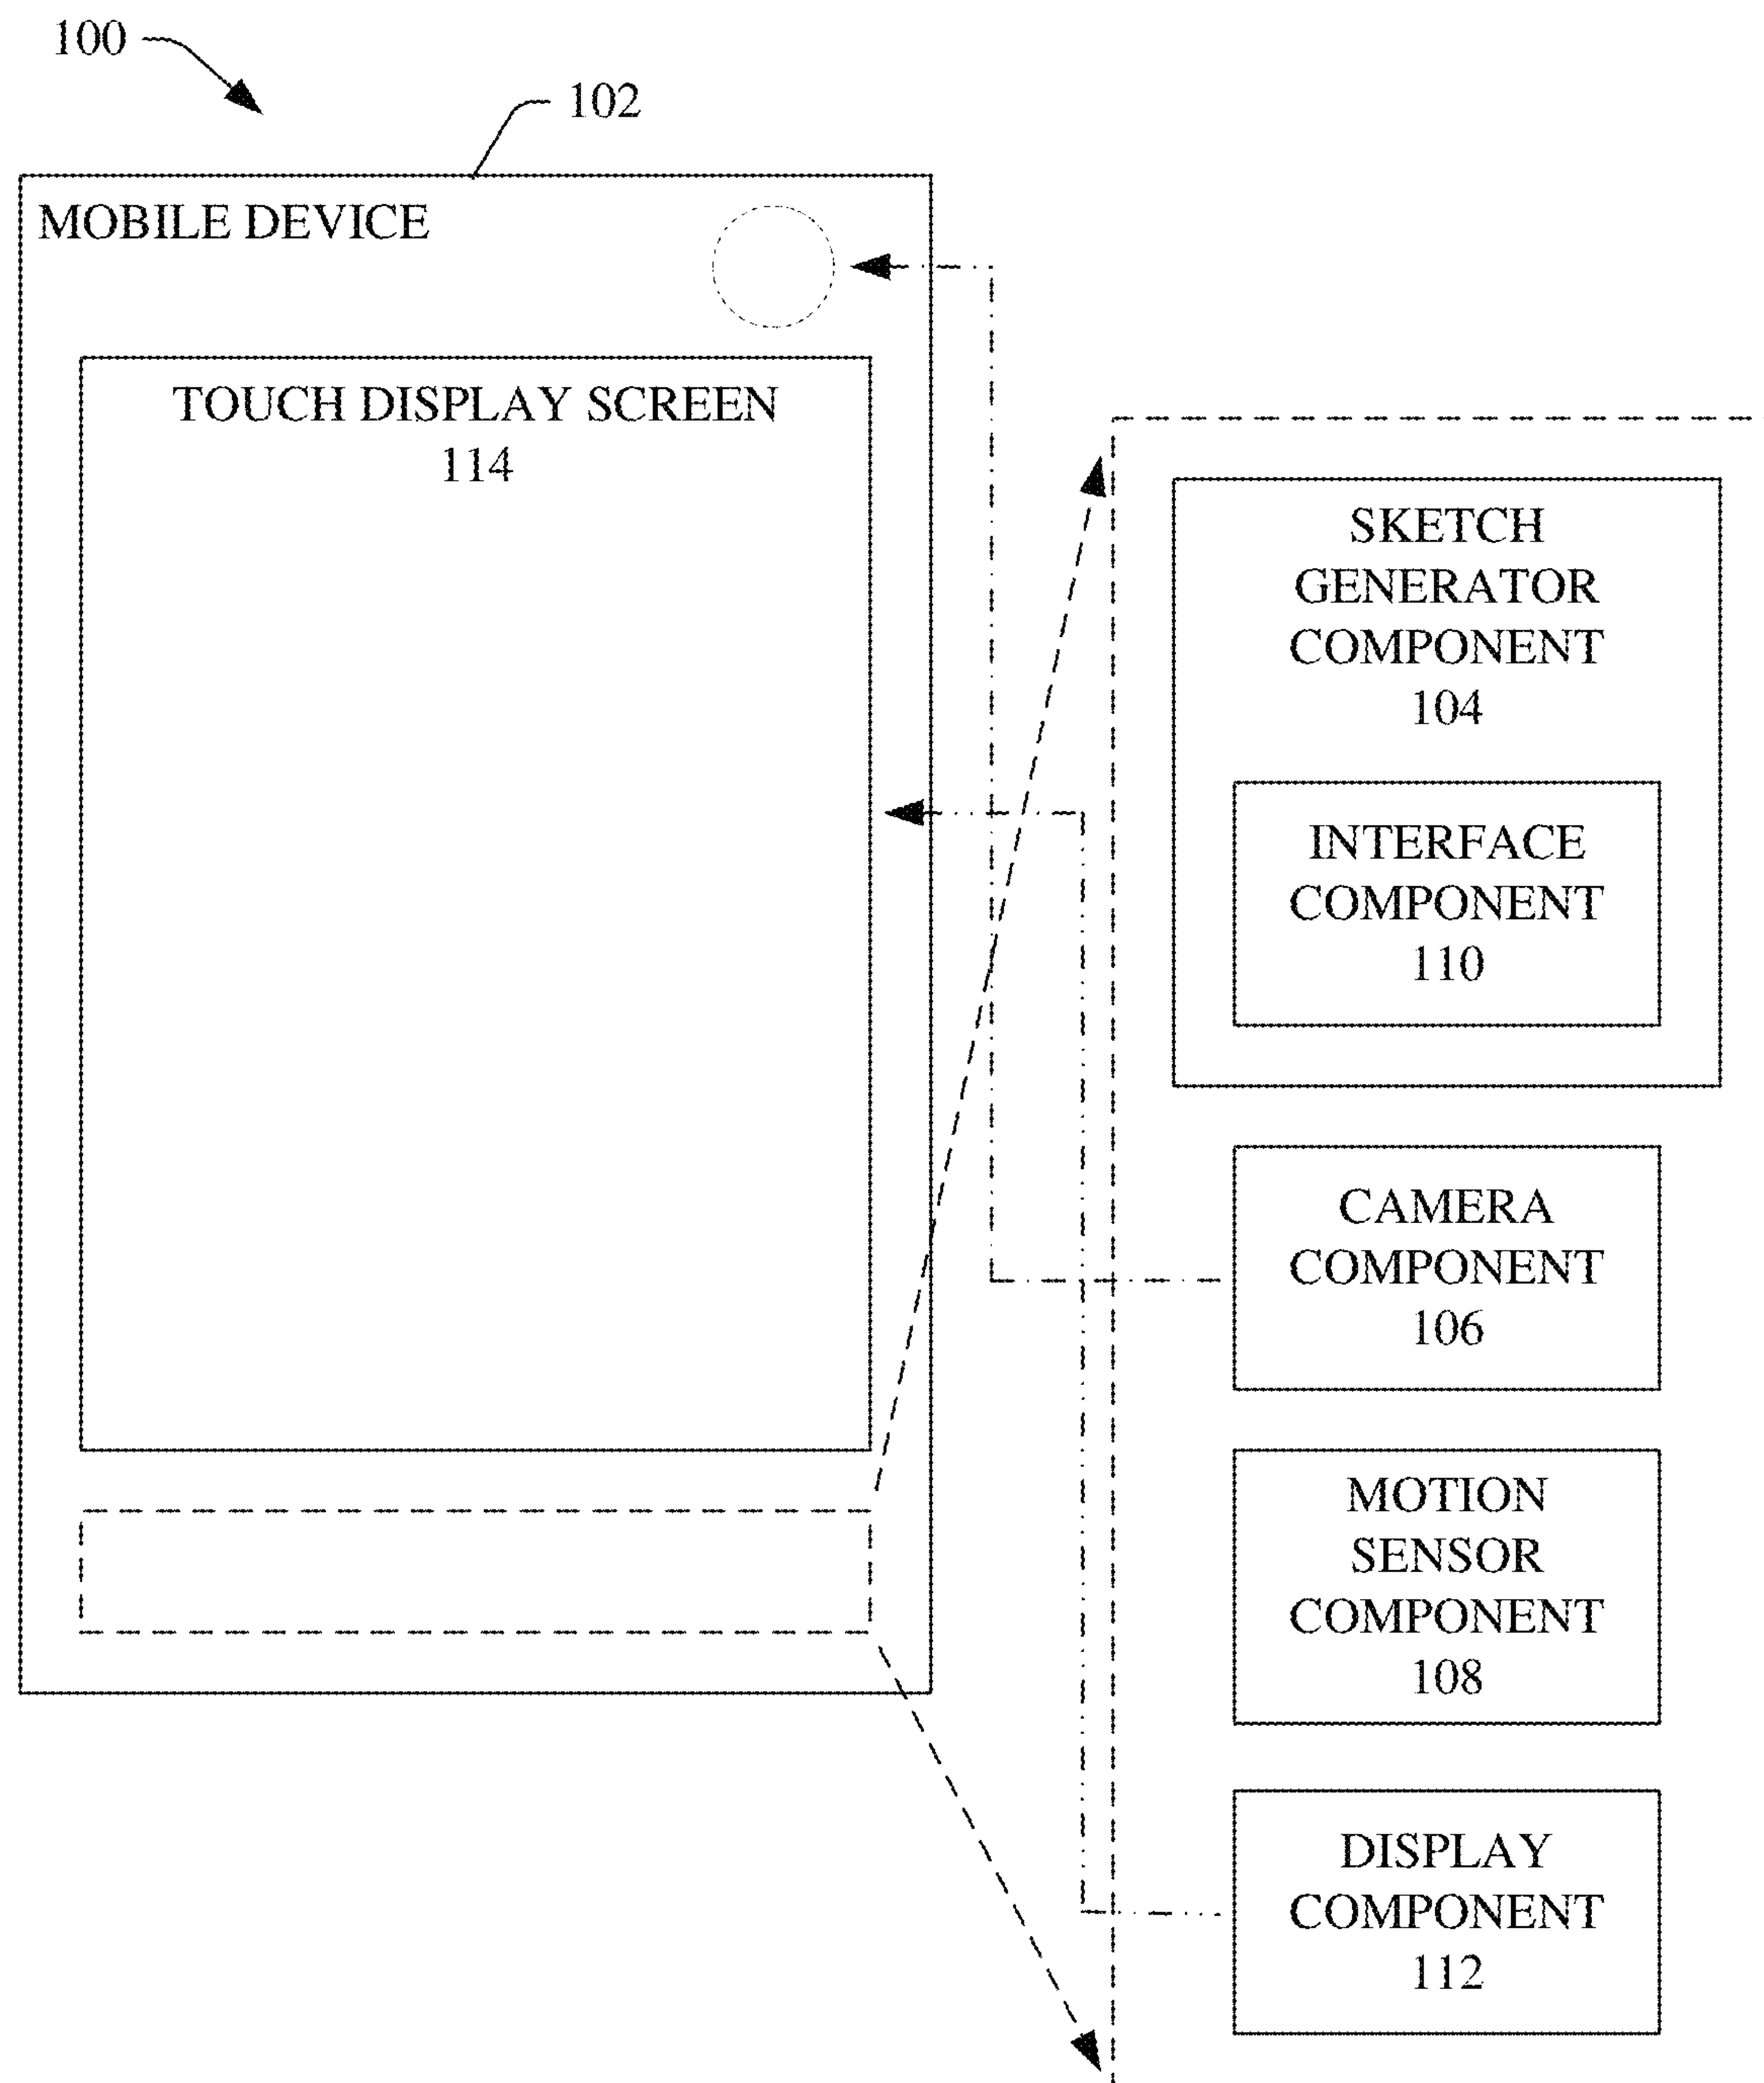 100
102
MOBILE DEVICE
TOUCH DISPLAY SCREEN
114
SKETCH
GENERATOR
COMPONENT
104
INTERFACE
COMPONENT
110
CAMERA
COMPONENT
106
MOTION
SENSOR
COMPONENT
108
DISPLAY
COMPONENT
112